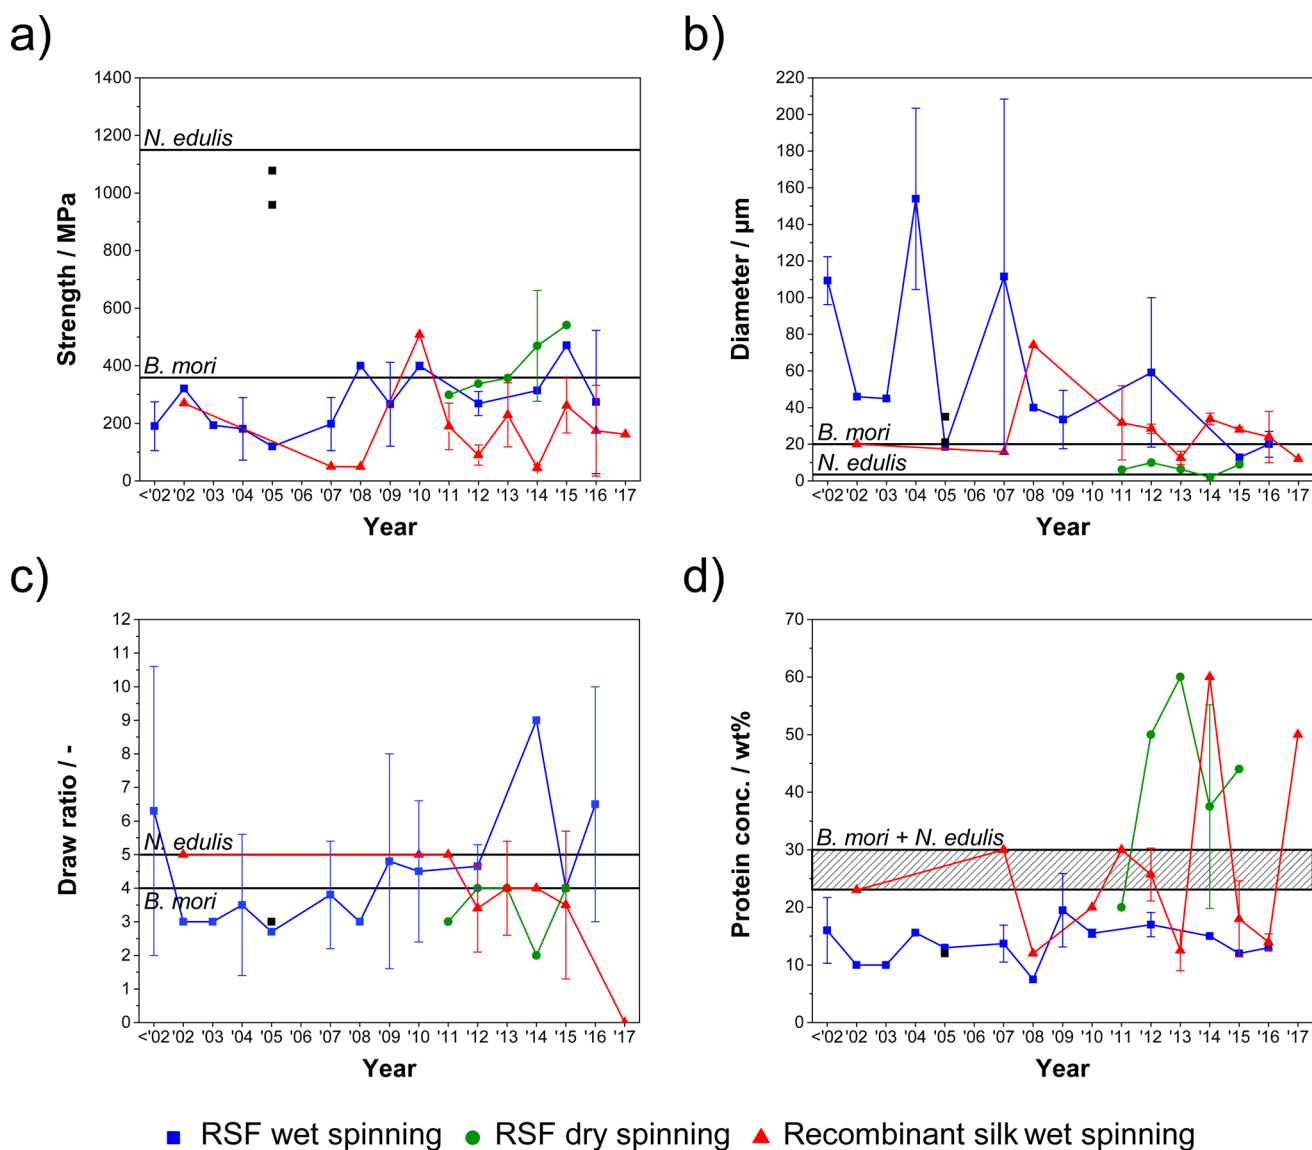 a)
1400
1200
1000
800
600
400
200
0
Strength / MPa
N. edulis
B. mori
<'02 '02 '03 '04 '05 '06 '07 '08 '09 '10 '11 '12 '13 '14 '15 '16 '17
Year
b)
220
200
180
160
140
120
100
80
60
40
20
0
Diameter / µm
B. mori
N. edulis
<'02 '02 '03 '04 '05 '06 '07 '08 '09 '10 '11 '12 '13 '14 '15 '16 '17
Year
c)
12
11
10
9
8
7
6
5
4
3
2
1
0
Draw ratio / -
N. edulis
B. mori
<'02 '02 '03 '04 '05 '06 '07 '08 '09 '10 '11 '12 '13 '14 '15 '16 '17
Year
d)
70
60
50
40
30
20
10
0
Protein conc. / wt%
B. mori + N. edulis
<'02 '02 '03 '04 '05 '06 '07 '08 '09 '10 '11 '12 '13 '14 '15 '16 '17
Year
RSF wet spinning RSF dry spinning Recombinant silk wet spinning